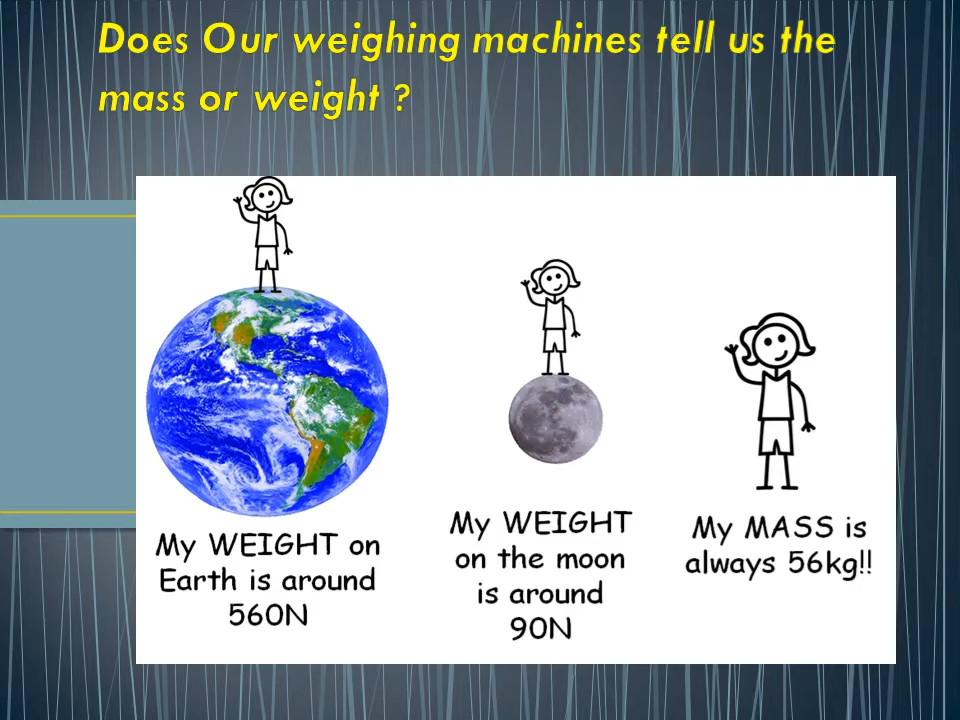 Does Our weighing machines tell us the
mass or weight ?
My WEIGHT on
Earth is around
560N
My WEIGHT
on the moon
is around
90N
My MASS is
always 56kg!!